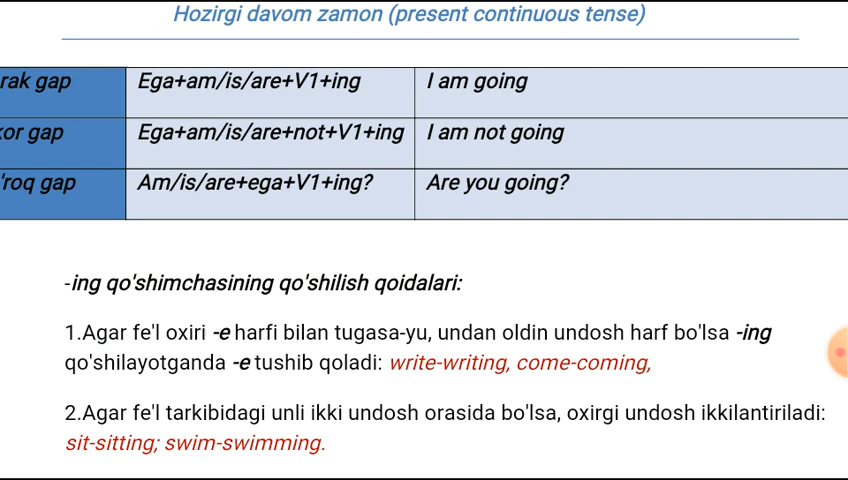 Hozirgi davom zamon (present continuous tense)
rak gap Ega+am/is/are+V1+ing I am going
kor gap Ega+am/is/are+not+V1+ing I am not going
'roq gap Am/is/are+ega+V1+ing? Are you going?
-ing qo'shimchasining qo'shilish qoidalari:
1.Agar fe'l oxiri -e harfi bilan tugasa-yu, undan oldin undosh harf bo'lsa -ing
qo'shilayotganda -e tushib qoladi: write-writing, come-coming,
2.Agar fe'l tarkibidagi unli ikki undosh orasida bo'lsa, oxirgi undosh ikkilantiriladi:
sit-sitting; swim-swimming.